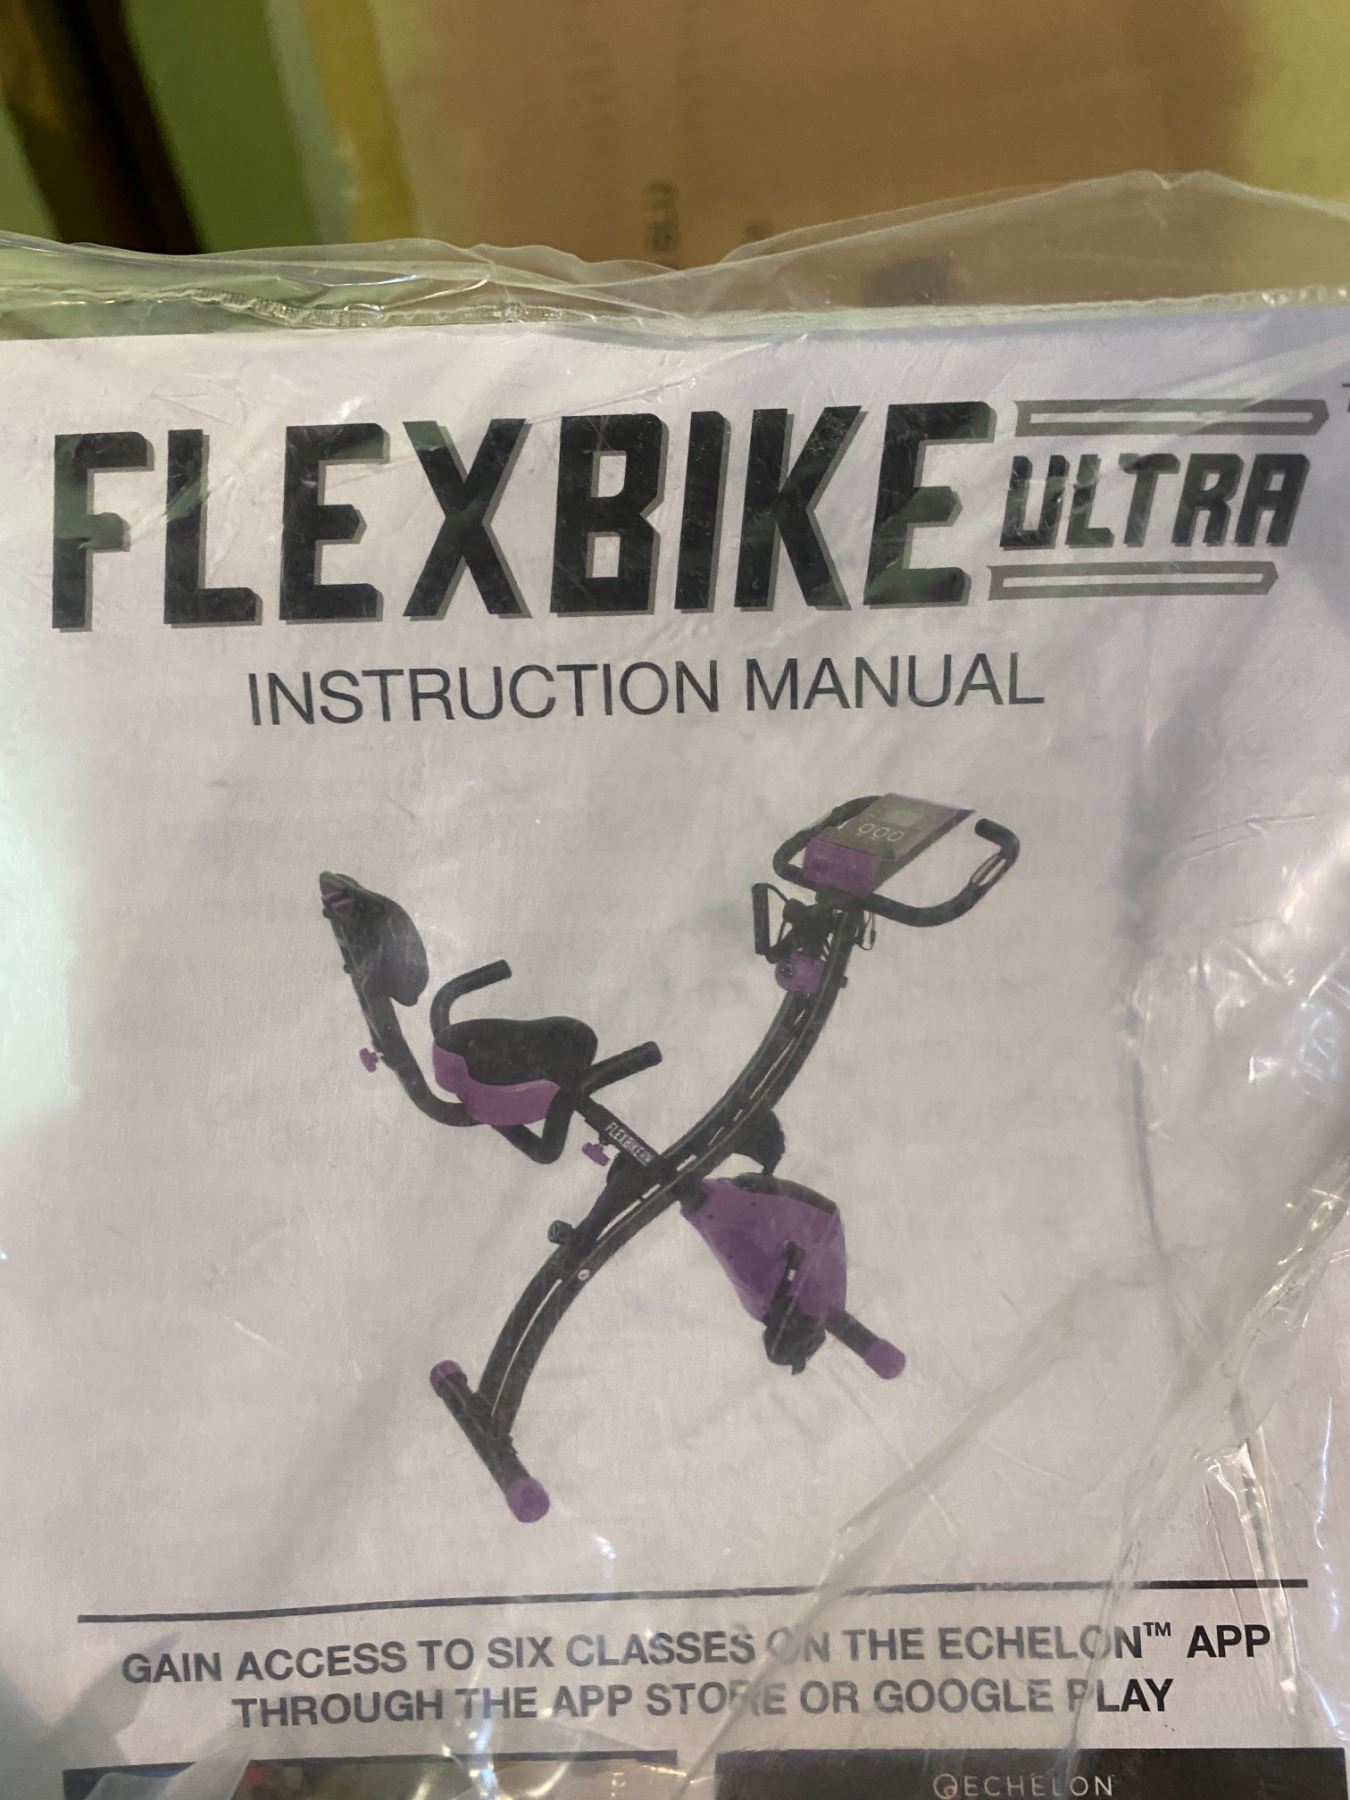 FLEXBIKE
ULTRA
INSTRUCTION MANUAL
FLEXBIKE
GAIN ACCESS TO SIX CLASSES ON THE ECHELON™ APP
THROUGH THE APP STORE OR GOOGLE PLAY
ECHELON